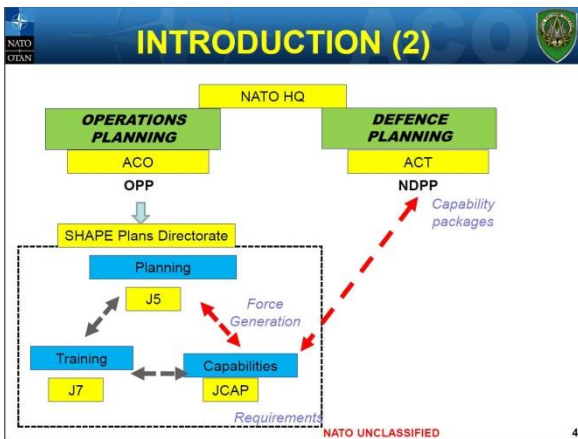 NATO
OTAN
INTRODUCTION (2)
NATO HQ
OPERATIONS
PLANNING
DEFENCE
PLANNING
ACO
ACT
OPP
NDPP
Capability
packages
SHAPE Plans Directorate
Planning
J5
Force
Generation
Training
Capabilities
J7
JCAP
Requirements
NATO UNCLASSIFIED
4